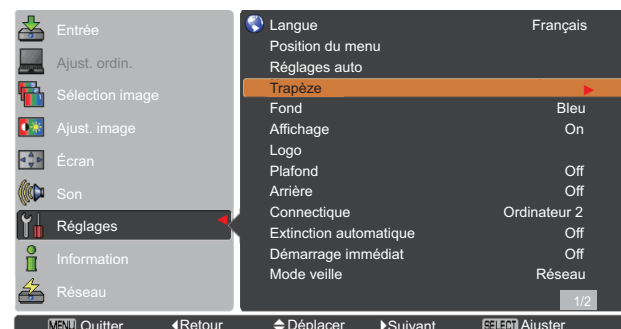 Entrée
Ajust. ordin.
Sélection image
Ajust. image
Écran
Son
Réglages
Information
Réseau
Langue Français
Position du menu
Réglages auto
Trapèze
Fond Bleu
Affichage On
Logo
Plafond Off
Arrière Off
Connectique Ordinateur 2
Extinction automatique Off
Démarrage immédiat Off
Mode veille Réseau
1/2
MENU Quitter Retour Déplacer Suivant SELECT Ajuster